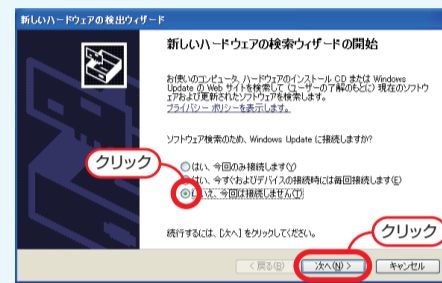 新しいハードウェアの検出ウィザード
新しいハードウェアの検索ウィザードの開始
お使いのコンピュータ、ハードウェアのインストール CD または Windows
Update の Web サイトを検索して (ユーザーの了解のもとに) 現在のソフトウ
ェアおよび更新されたソフトウェアを検索します。
プライバシー ポリシーを表示します。
ソフトウェア検索のため、Windows Update に接続しますか?
クリック
はい、今回のみ接続します(Y)
はい、今すぐおよびデバイスの接続時には毎回接続します(E)
いいえ、今回は接続しません(T)
続行するには、[次へ] をクリックしてください。
クリック
< 戻る(B)
次へ(N) >
キャンセル